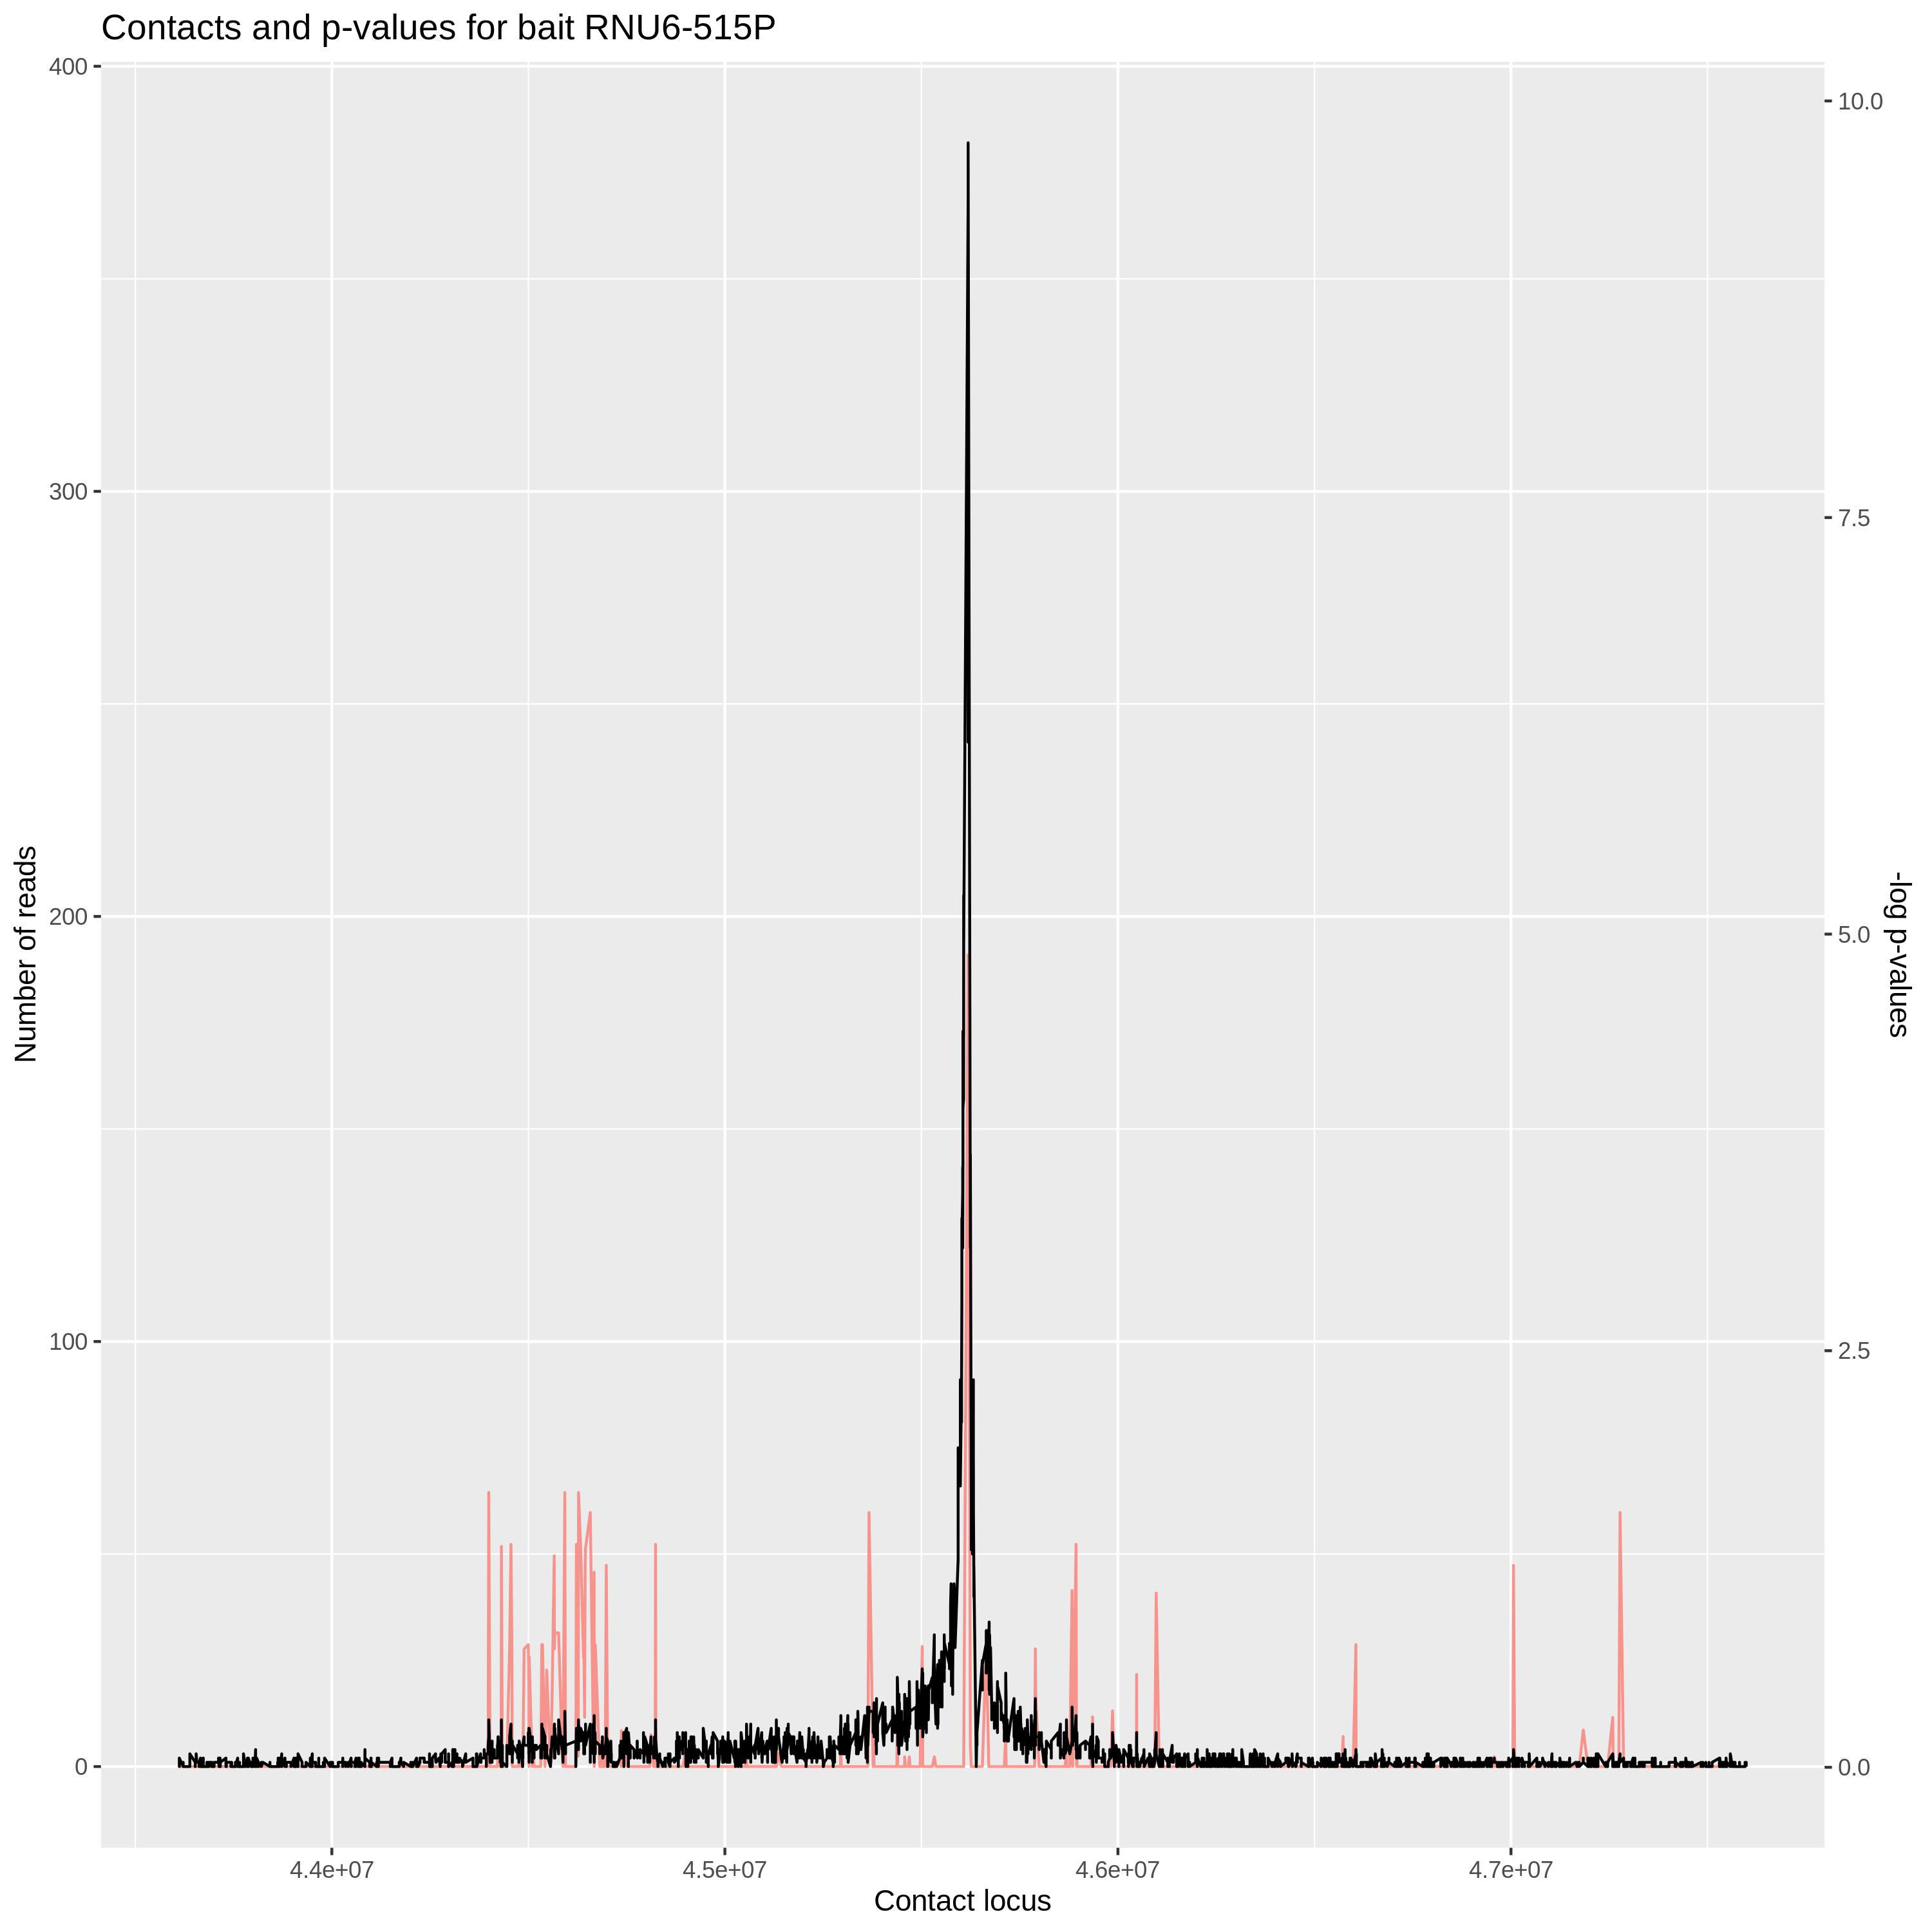 Contacts and p-values for bait RNU6-515P
400
300
200
100
0
Number of reads
10.0
7.5
5.0
2.5
0.0
-log p-values
4.4e+07
4.5e+07
4.6e+07
4.7e+07
Contact locus